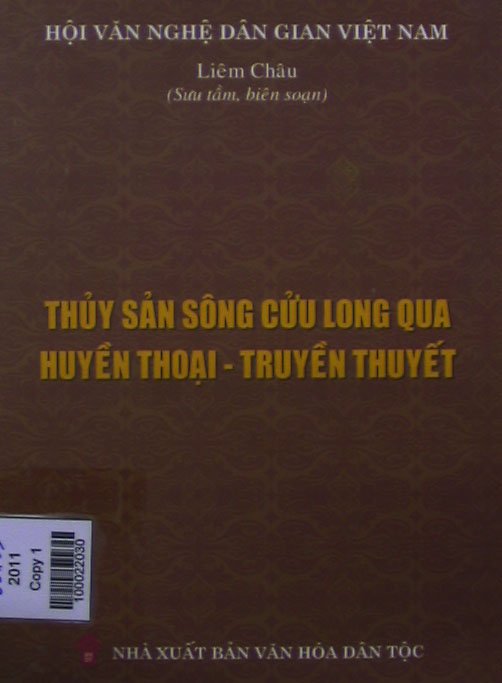 HỘI VĂN NGHỆ DÂN GIAN VIỆT NAM
Liêm Châu
(Sưu tầm, biên soạn)
THỦY SẢN SÔNG CỬU LONG QUA
HUYỀN THOẠI - TRUYỀN THUYẾT
2011
Copy 1
100022030
NHÀ XUẤT BẢN VĂN HÓA DÂN TỘC